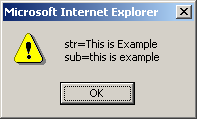 Microsoft Internet Explorer
str=This is Example
sub=this is example
OK